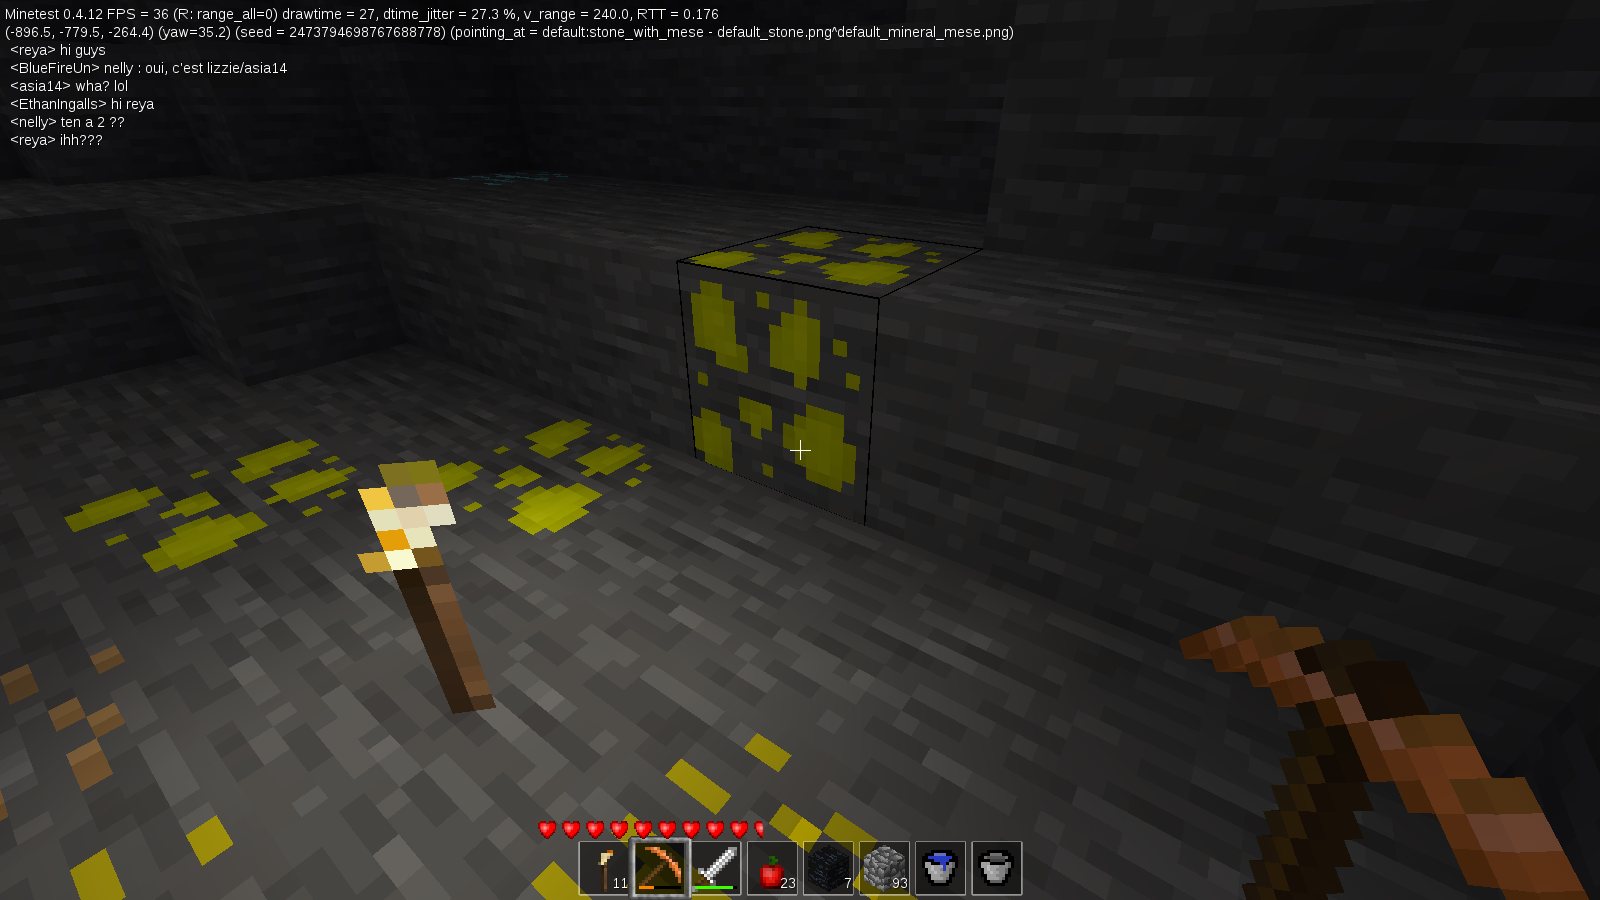 Minetest 0.4.12 FPS = 36 (R: range_all=0) drawtime = 27, dtime_jitter = 27.3 %, v_range = 240.0, RTT = 0.176
(-896.5, -779.5, -264.4) (yaw=35.2) (seed = 2473794698767688778) (pointing_at = default:stone_with_mese - default_stone.png^default_mineral_mese.png)
<reya> hi guys
<BlueFireUn> nelly : oui, c'est lizzie/asia14
<asia14> wha? lol
<EthanIngalls> hi reya
<nelly> ten a 2 ??
<reya> ihh???
11 23 7 93